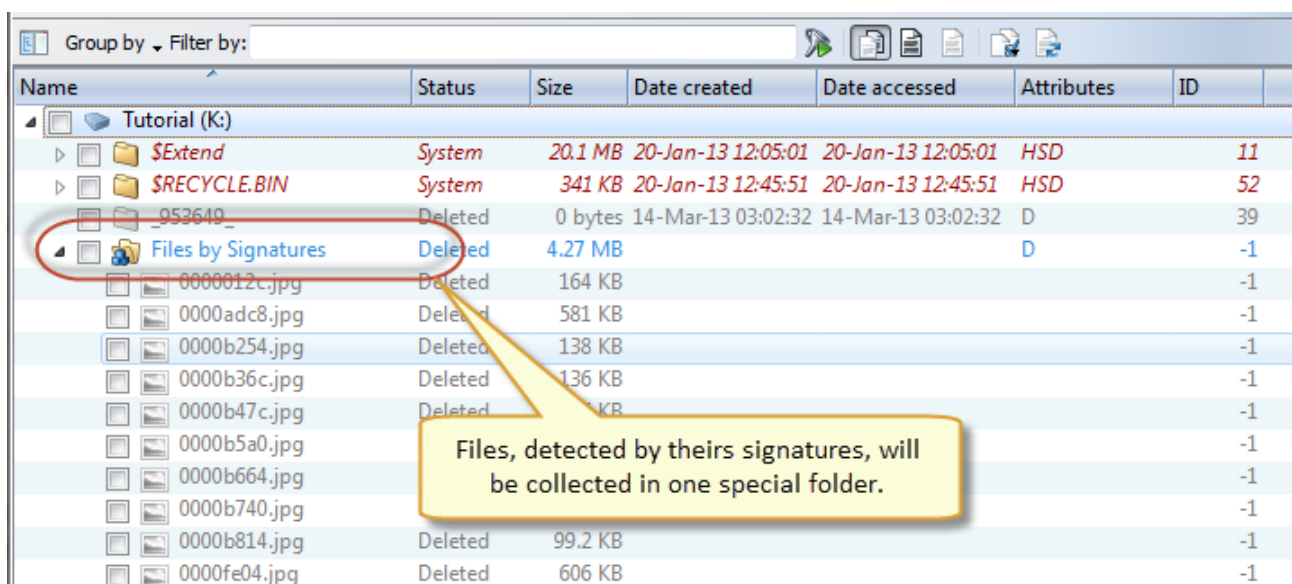 Group by Filter by:
Name Status Size Date created Date accessed Attributes ID
Tutorial (K:)
$Extend System 20.1 MB 20-Jan-13 12:05:01 20-Jan-13 12:05:01 HSD 11
$RECYCLE.BIN System 341 KB 20-Jan-13 12:45:51 20-Jan-13 12:45:51 HSD 52
_953649_ Deleted 0 bytes 14-Mar-13 03:02:32 14-Mar-13 03:02:32 D 39
Files by Signatures Deleted 4.27 MB D -1
0000012c.jpg Deleted 164 KB -1
0000adc8.jpg Deleted 581 KB -1
0000b254.jpg Deleted 138 KB -1
0000b36c.jpg Deleted 136 KB -1
0000b47c.jpg Deleted KB -1
0000b5a0.jpg -1
0000b664.jpg -1
0000b740.jpg -1
0000b814.jpg Deleted 99.2 KB -1
0000fe04.jpg Deleted 606 KB -1
Files, detected by theirs signatures, will
be collected in one special folder.